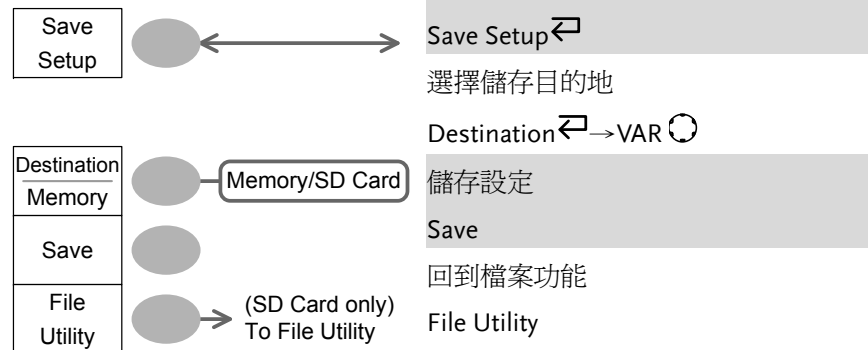 Save
Setup
Save Setup
選擇儲存目的地
Destination→VAR
Destination
Memory
Memory/SD Card
儲存設定
Save
Save
回到檔案功能
File
Utility
(SD Card only)
To File Utility
File Utility